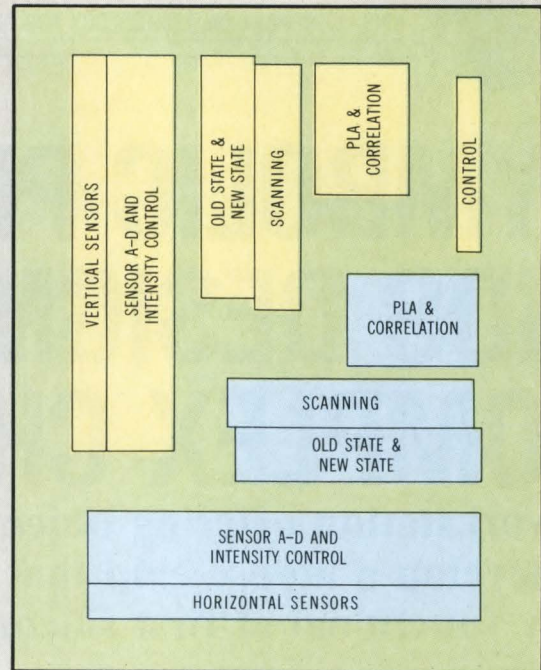 VERTICAL SENSORS
SENSOR A-D AND
INTENSITY CONTROL
OLD STATE &
NEW STATE
SCANNING
PLA &
CORRELATION
CONTROL
PLA &
CORRELATION
SCANNING
OLD STATE &
NEW STATE
SENSOR A-D AND
INTENSITY CONTROL
HORIZONTAL SENSORS